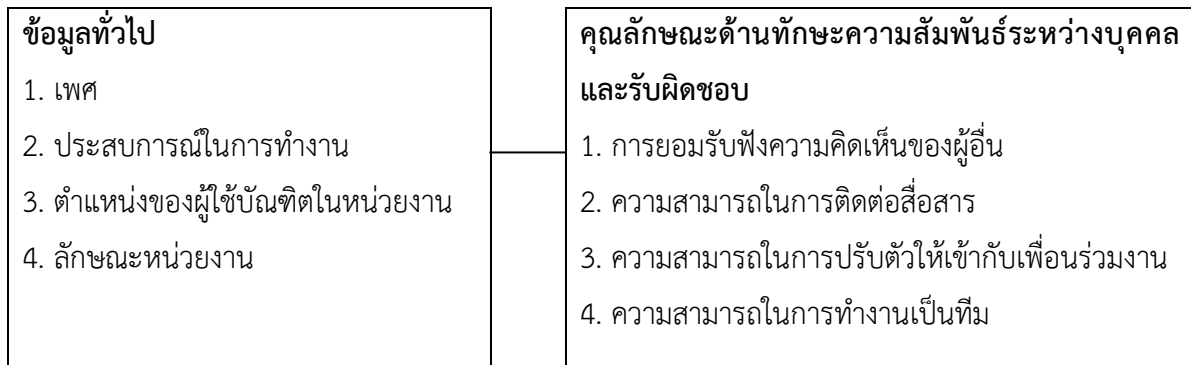 ข้อมูลทั่วไป
1. เพศ
2. ประสบการณ์ในการทำงาน
3. ตำแหน่งของผู้ใช้บัณฑิตในหน่วยงาน
4. ลักษณะหน่วยงาน
คุณลักษณะด้านทักษะความสัมพันธ์ระหว่างบุคคล
และรับผิดชอบ
1. การยอมรับฟังความคิดเห็นของผู้อื่น
2. ความสามารถในการติดต่อสื่อสาร
3. ความสามารถในการปรับตัวให้เข้ากับเพื่อนร่วมงาน
4. ความสามารถในการทำงานเป็นทีม